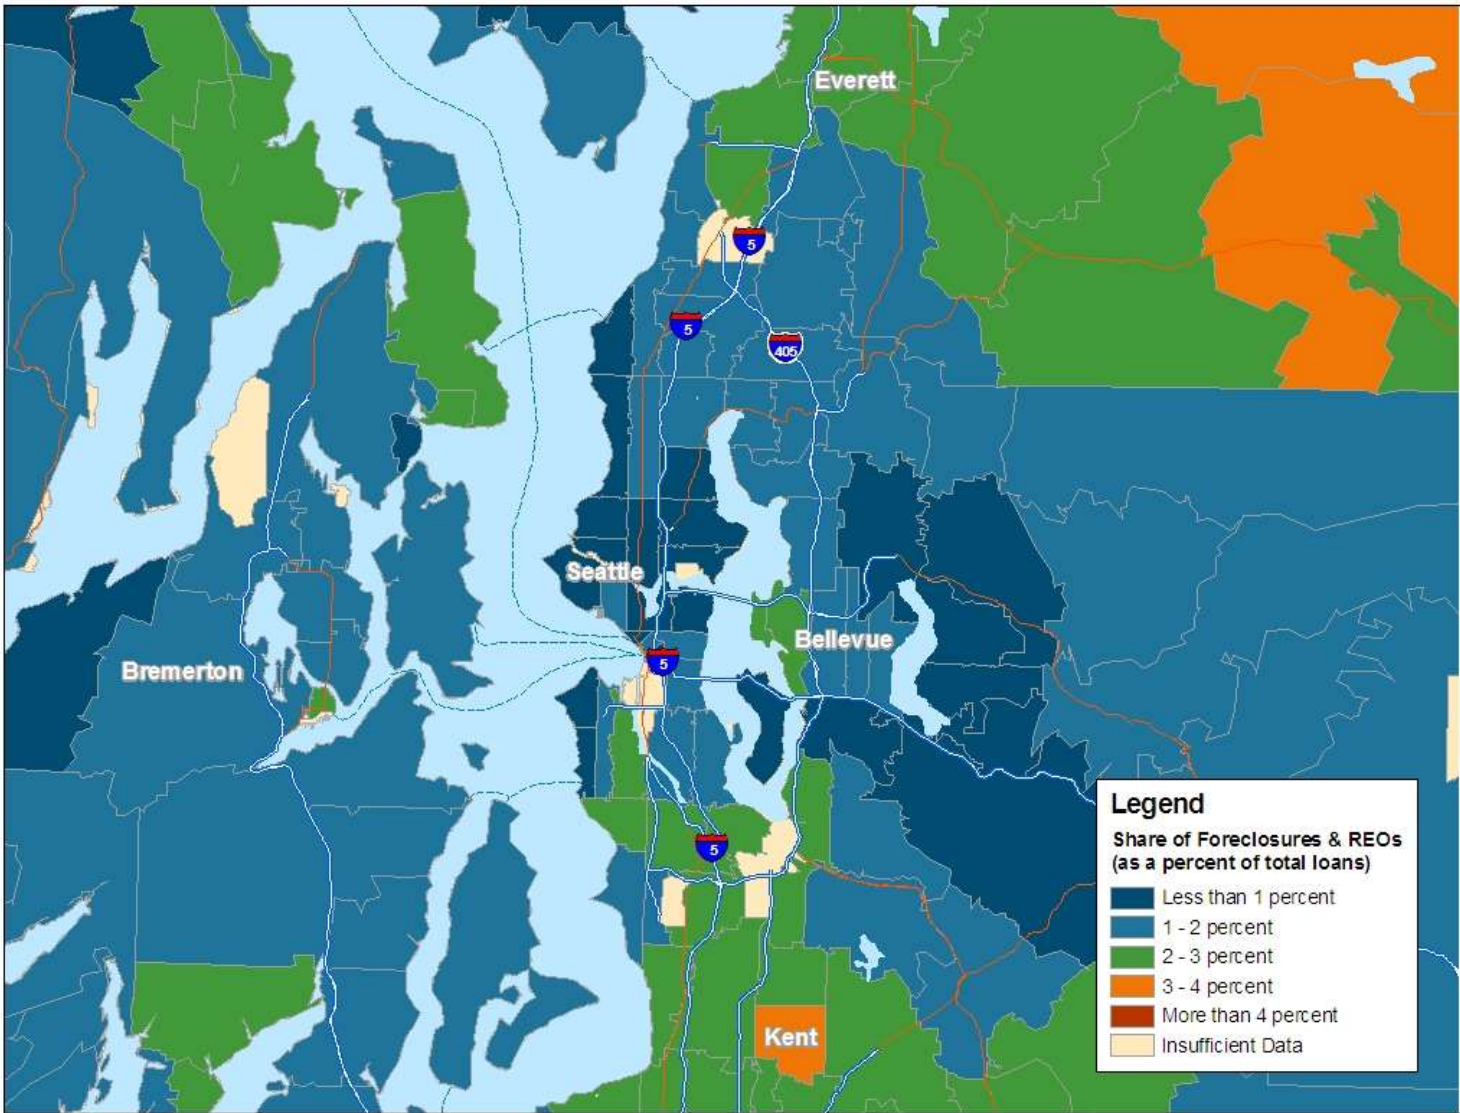 Everett
5
5
405
Seattle
Bellevue
5
Bremerton
5
Kent
Legend
Share of Foreclosures & REOs
(as a percent of total loans)
Less than 1 percent
1 - 2 percent
2 - 3 percent
3 - 4 percent
More than 4 percent
Insufficient Data